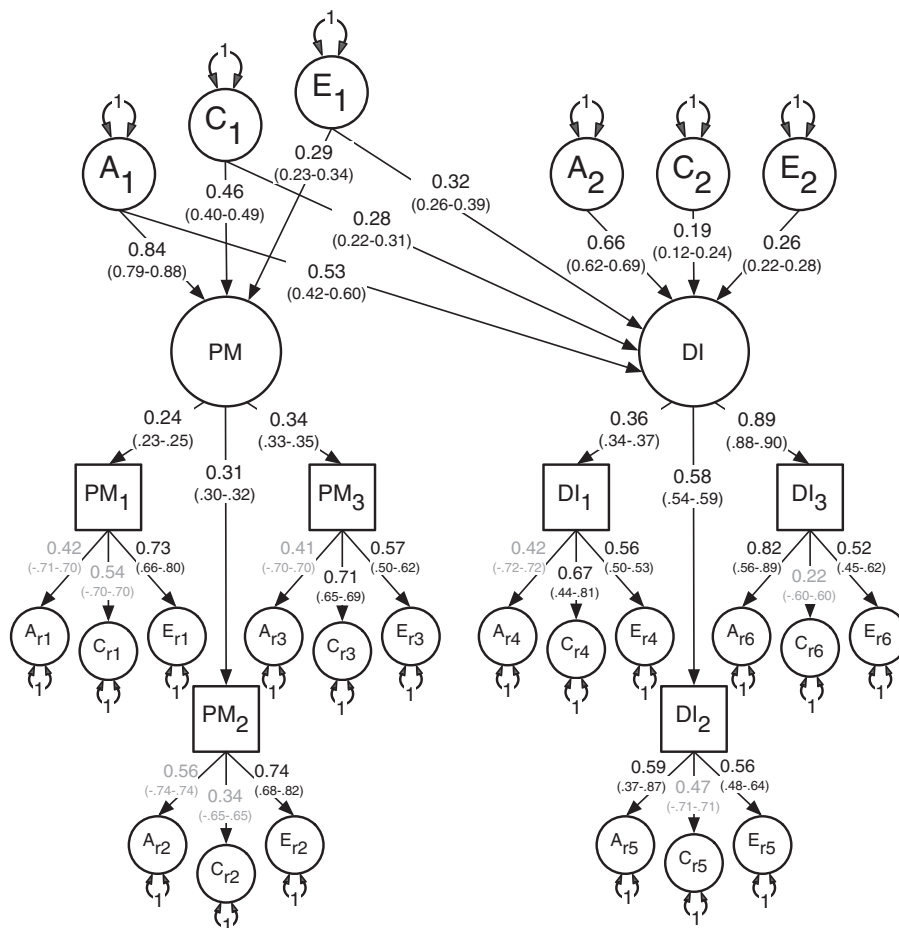 1
1
1
E1
C1
A1
1
1
1
A2
C2
E2
0.29
(0.23-0.34)
0.46
(0.40-0.49)
0.32
(0.26-0.39)
0.28
(0.22-0.31)
0.84
(0.79-0.88)
0.53
(0.42-0.60)
0.66
(0.62-0.69)
0.19
(0.12-0.24)
0.26
(0.22-0.28)
PM
DI
0.24
(.23-.25)
0.34
(.33-.35)
0.31
(.30-.32)
0.36
(.34-.37)
0.89
(.88-.90)
0.58
(.54-.59)
PM1
PM3
DI1
DI3
0.42
(-.71-.70)
0.54
(-.70-.70)
0.73
(.66-.80)
0.41
(-.70-.70)
0.71
(.65-.69)
0.57
(.50-.62)
0.42
(-.72-.72)
0.67
(.44-.81)
0.56
(.50-.53)
0.82
(.56-.89)
0.22
(-.60-.60)
0.52
(.45-.62)
Ar1
Cr1
Er1
Ar3
Cr3
Er3
Ar4
Cr4
Er4
Ar6
Cr6
Er6
1
1
1
1
1
1
1
1
1
1
1
1
PM2
DI2
0.56
(-.74-.74)
0.34
(-.65-.65)
0.74
(.68-.82)
0.59
(.37-.87)
0.47
(-.71-.71)
0.56
(.48-.64)
Ar2
Cr2
Er2
Ar5
Cr5
Er5
1
1
1
1
1
1